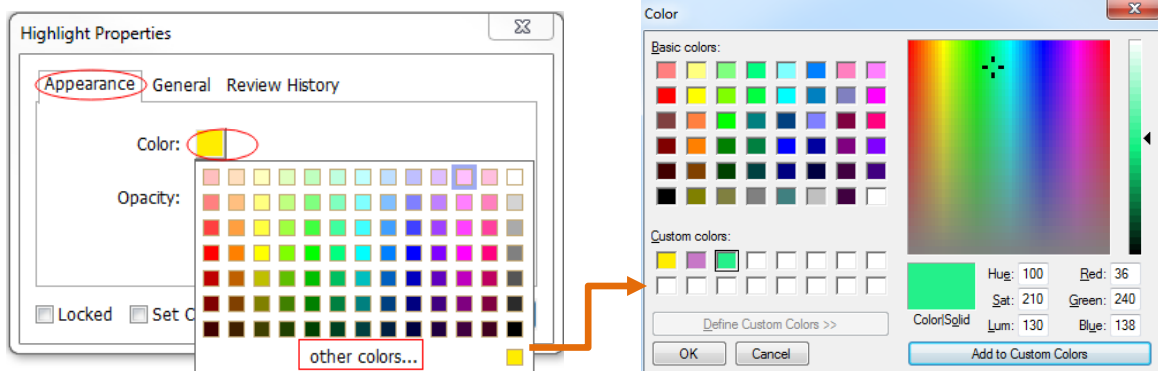 Highlight Properties
Appearance General Review History
Color:
Opacity:
Locked Set
other colors...
Color
Basic colors:
Custom colors:
Define Custom Colors >>
OK Cancel
Color|Solid
Hue: 100 Red: 36
Sat: 210 Green: 240
Lum: 130 Blue: 138
Add to Custom Colors